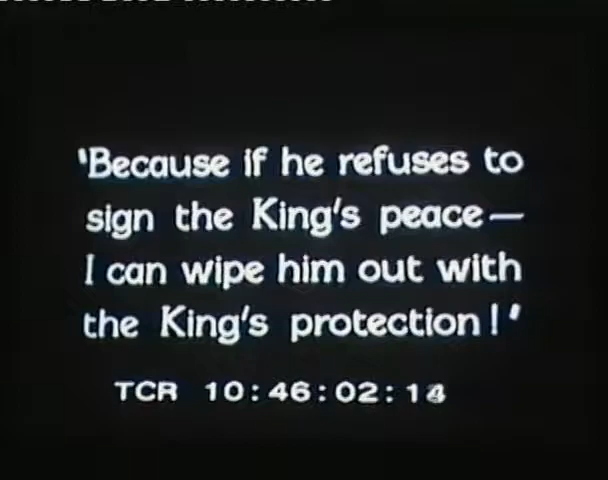 'Because if he refuses to
sign the King's peace—
I can wipe him out with
the King's protection!'
TCR 10:46:02:14